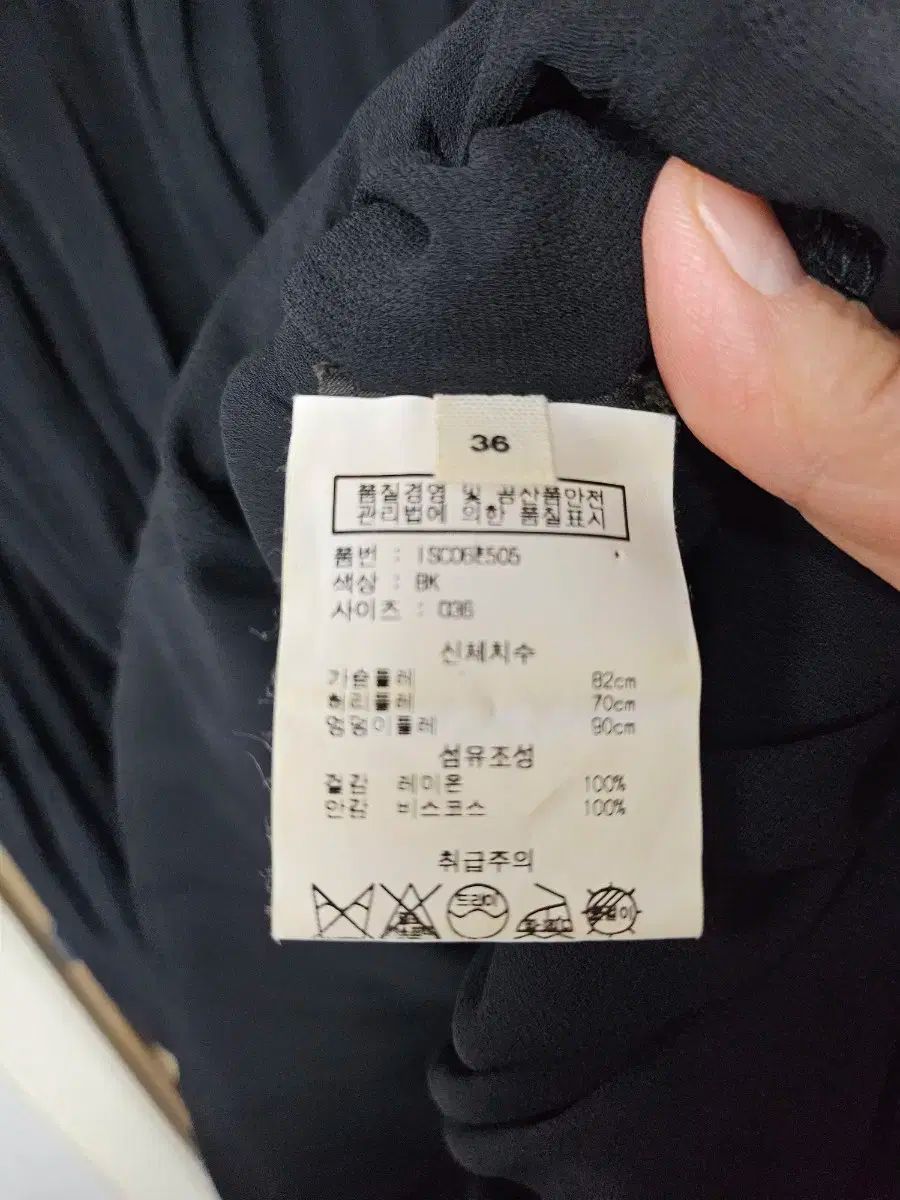 36
품질경영 및 공산품안전
관리법에 의한 품질표시
품번 : ISC06E505
색상 : BK
사이즈 : 036
신체치수
가슴둘레 82cm
허리둘레 70cm
엉덩이둘레 90cm
섬유조성
겉감 레이온 100%
안감 비스코스 100%
취급주의
드라이